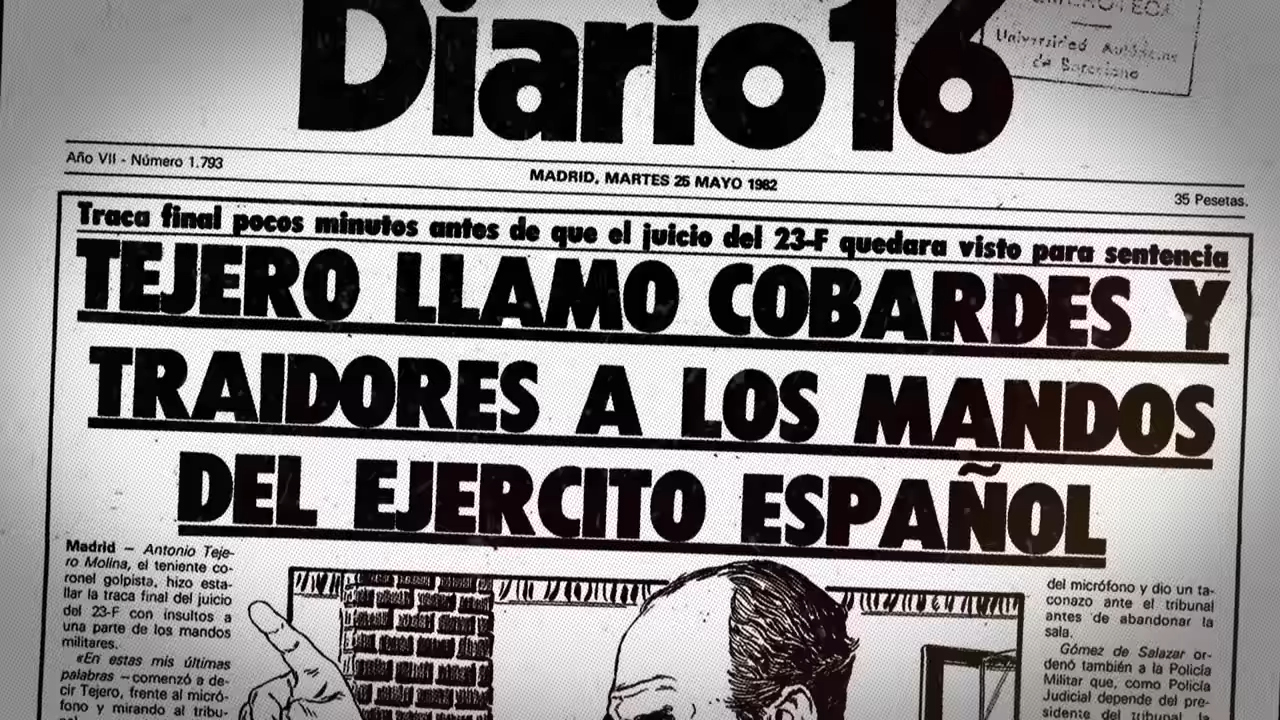 Diario 16
Universidad Autónoma
de Barcelona
Año VII - Número 1.793
MADRID, MARTES 25 MAYO 1982
35 Pesetas.
Traca final pocos minutos antes de que el juicio del 23-F quedara visto para sentencia
TEJERO LLAMO COBARDES Y
TRAIDORES A LOS MANDOS
DEL EJERCITO ESPAÑOL
Madrid — Antonio Teje-
ro Molina, el teniente co-
ronel golpista, hizo esta-
llar la traca final del juicio
del 23-F con insultos a
una parte de los mandos
militares.
«En estas mis últimas
palabras — comenzó a de-
cir Tejero, frente al micró-
fono y mirando al tribu-
del micrófono y dio un ta-
conazo ante el tribunal
antes de abandonar la
sala.
Gómez de Salazar or-
denó también a la Policía
Militar que, como Policía
Judicial depende del pre-
sidente del tribunal